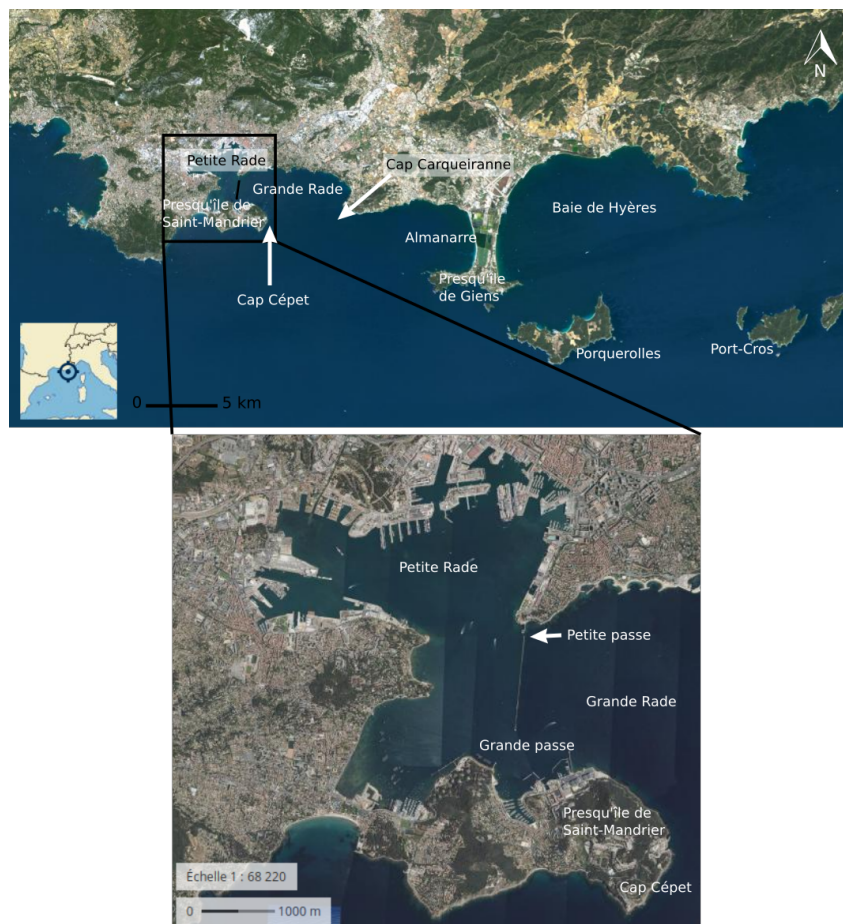 N
Petite Rade
Cap Carqueiranne
Grande Rade
Presqu'île de
Saint-Mandrier
Almanarre
Baie de Hyères
Cap Cépet
Presqu'île
de Giens
Porquerolles
Port-Cros
0 5 km
Petite Rade
Petite passe
Grande Rade
Grande passe
Presqu'île de
Saint-Mandrier
Échelle 1 : 68 220
Cap Cépet
0 1000 m